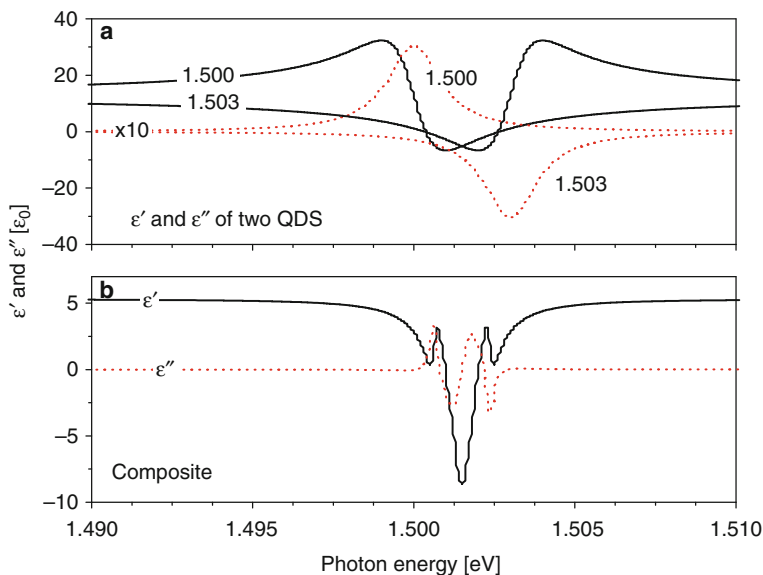 a
40
20
0
–20
–40
1.500
1.503
x10
1.500
1.503
ε′ and ε″ of two QDS
ε′ and ε″ [ε0]
b
5
0
–5
–10
ε′
ε″
Composite
1.490
1.495
1.500
1.505
1.510
Photon energy [eV]